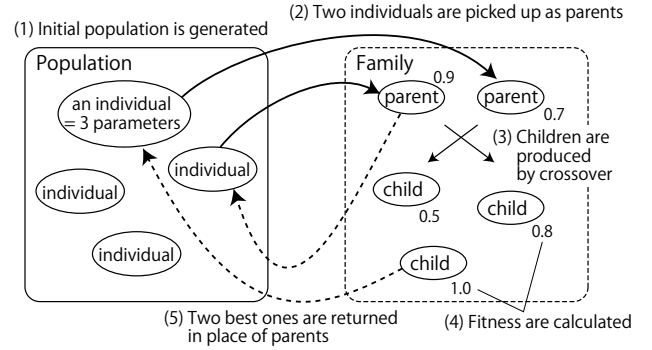 (2) Two individuals are picked up as parents
(1) Initial population is generated
Population
Family
an individual
= 3 parameters
individual
individual
individual
parent
0.9
parent
0.7
(3) Children are
produced
by crossover
child
0.5
child
0.8
child
1.0
(4) Fitness are calculated
(5) Two best ones are returned
in place of parents